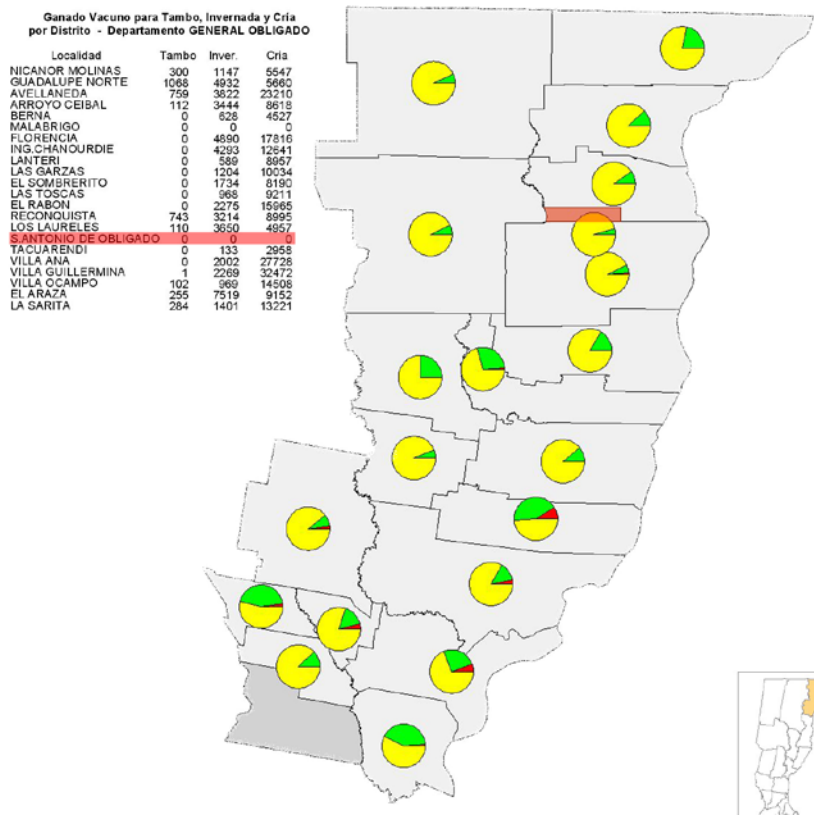 Ganado Vacuno para Tambo, Invernada y Cría
por Distrito - Departamento GENERAL OBLIGADO
Localidad Tambo Inver. Cria
NICANOR MOLINAS 300 1147 5547
GUADALUPE NORTE 1068 4932 5660
AVELLANEDA 759 3822 23210
ARROYO CEIBAL 112 3444 8618
BERNA 0 628 4527
MALABRIGO 0 0 0
FLORENCIA 0 4890 17816
ING.CHANOURDIE 0 4293 12641
LANTERI 0 589 8957
LAS GARZAS 0 1204 10034
EL SOMBRERITO 0 1734 8190
LAS TOSCAS 0 968 9211
EL RABON 0 2275 15965
RECONQUISTA 743 3214 8995
LOS LAURELES 110 3650 4957
S.ANTONIO DE OBLIGADO 0 0 0
TACUARENDI 0 133 2958
VILLA ANA 0 2002 27728
VILLA GUILLERMINA 1 2269 32472
VILLA OCAMPO 102 969 14508
EL ARAZA 255 7519 9152
LA SARITA 284 1401 13221